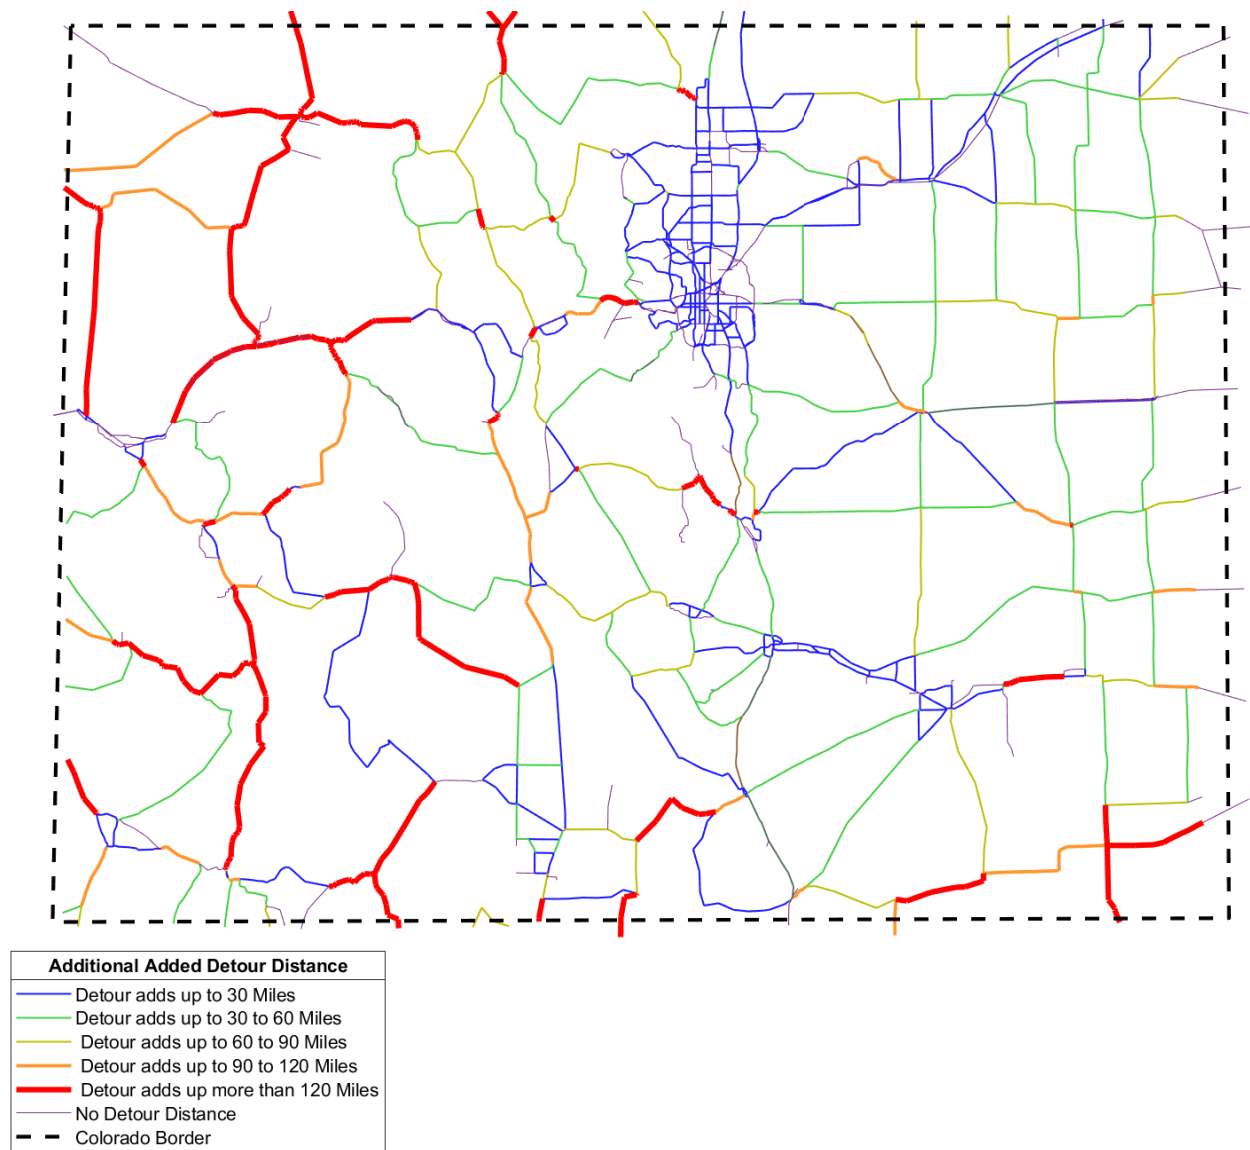 Additional Added Detour Distance
Detour adds up to 30 Miles
Detour adds up to 30 to 60 Miles
Detour adds up to 60 to 90 Miles
Detour adds up to 90 to 120 Miles
Detour adds up more than 120 Miles
No Detour Distance
Colorado Border